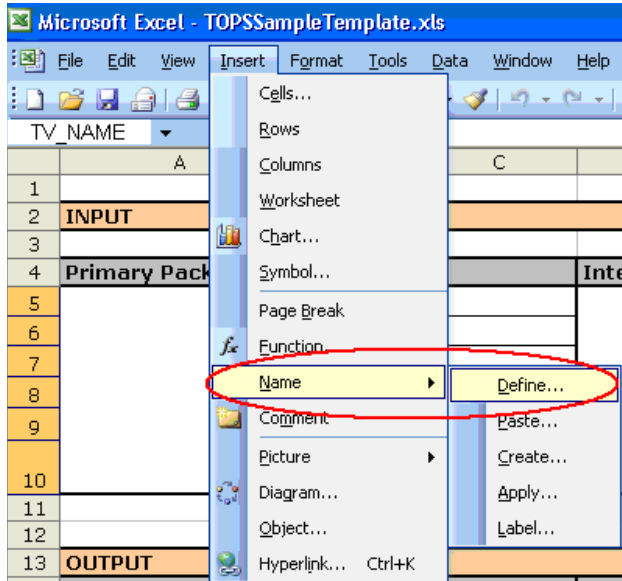 Microsoft Excel - TOPSSampleTemplate.xls
File Edit View Insert Format Tools Data Window Help
TV_NAME
A C
1
2 INPUT
3
4 Primary Pack Inte
5
6
7
8
9
10
11
12
13 OUTPUT
Cells...
Rows
Columns
Worksheet
Chart...
Symbol...
Page Break
fx Function...
Name
Comment
Picture
Diagram...
Object...
Hyperlink... Ctrl+K
Define...
Paste...
Create...
Apply...
Label...